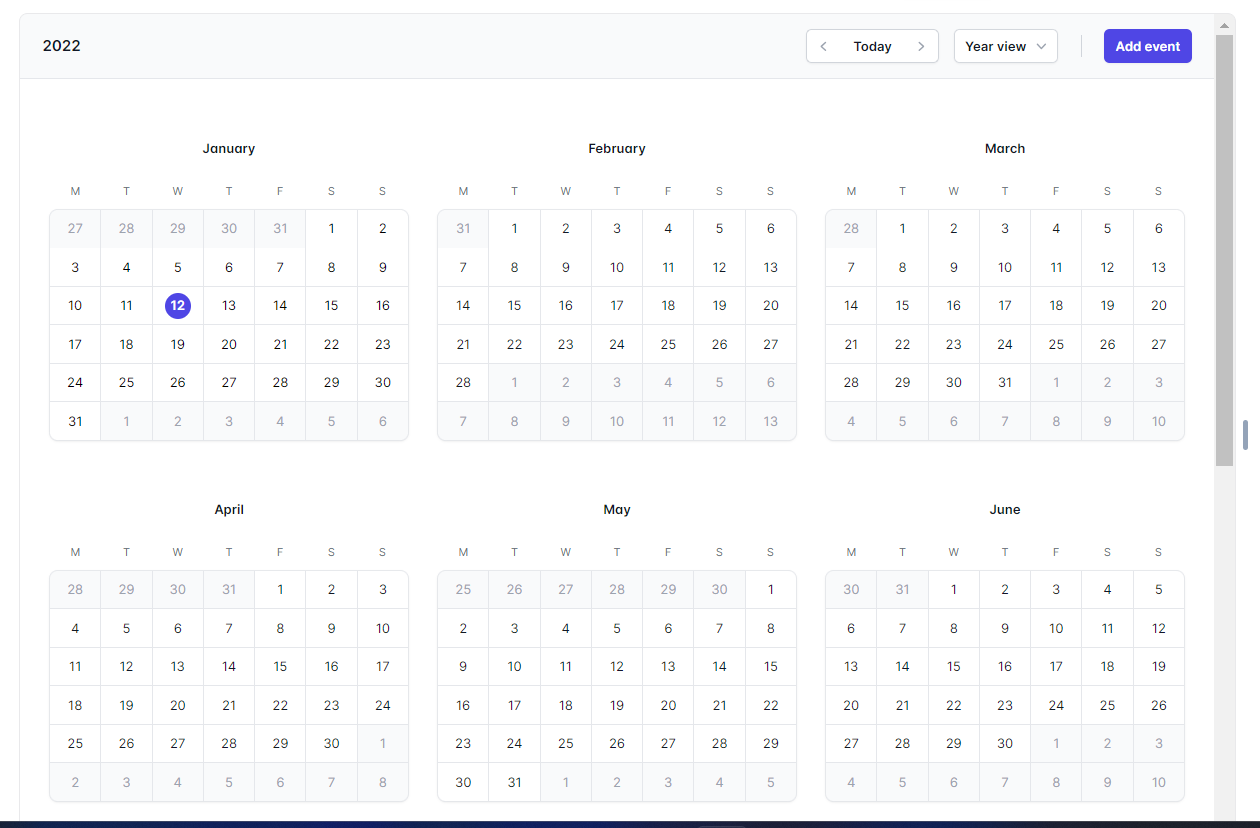 2022 Today Year view Add event
January February March
M T W T F S S M T W T F S S M T W T F S S
27 28 29 30 31 1 2 31 1 2 3 4 5 6 28 1 2 3 4 5 6
3 4 5 6 7 8 9 7 8 9 10 11 12 13 7 8 9 10 11 12 13
10 11 12 13 14 15 16 14 15 16 17 18 19 20 14 15 16 17 18 19 20
17 18 19 20 21 22 23 21 22 23 24 25 26 27 21 22 23 24 25 26 27
24 25 26 27 28 29 30 28 1 2 3 4 5 6 28 29 30 31 1 2 3
31 1 2 3 4 5 6 7 8 9 10 11 12 13 4 5 6 7 8 9 10
April May June
M T W T F S S M T W T F S S M T W T F S S
28 29 30 31 1 2 3 25 26 27 28 29 30 1 30 31 1 2 3 4 5
4 5 6 7 8 9 10 2 3 4 5 6 7 8 6 7 8 9 10 11 12
11 12 13 14 15 16 17 9 10 11 12 13 14 15 13 14 15 16 17 18 19
18 19 20 21 22 23 24 16 17 18 19 20 21 22 20 21 22 23 24 25 26
25 26 27 28 29 30 1 23 24 25 26 27 28 29 27 28 29 30 1 2 3
2 3 4 5 6 7 8 30 31 1 2 3 4 5 4 5 6 7 8 9 10